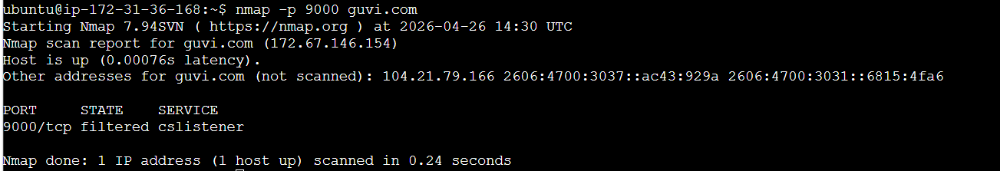 ubuntu@ip-172-31-36-168:~$ nmap -p 9000 guvi.com
Starting Nmap 7.94SVN ( https://nmap.org ) at 2026-04-26 14:30 UTC
Nmap scan report for guvi.com (172.67.146.154)
Host is up (0.00076s latency).
Other addresses for guvi.com (not scanned): 104.21.79.166 2606:4700:3037::ac43:929a 2606:4700:3031::6815:4fa6
PORT     STATE    SERVICE
9000/tcp filtered cslistener
Nmap done: 1 IP address (1 host up) scanned in 0.24 seconds